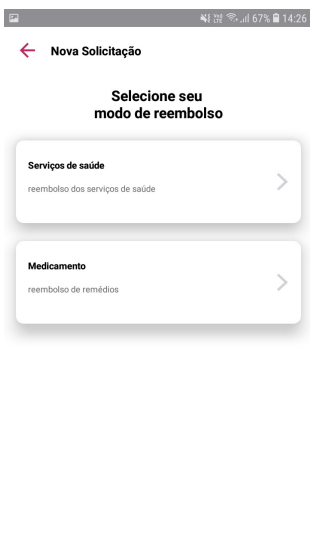 67% 14:26
Nova Solicitação
Selecione seu
modo de reembolso
Serviços de saúde
reembolso dos serviços de saúde
Medicamento
reembolso de remédios